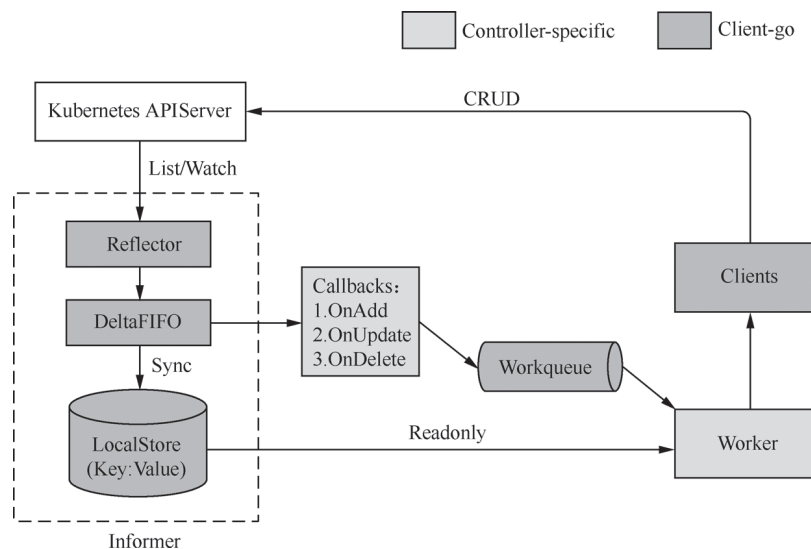 Controller-specific
Client-go
Kubernetes APIServer
CRUD
List/Watch
Reflector
Callbacks：
1.OnAdd
2.OnUpdate
3.OnDelete
Clients
DeltaFIFO
Workqueue
Sync
LocalStore
(Key:Value)
Readonly
Worker
Informer